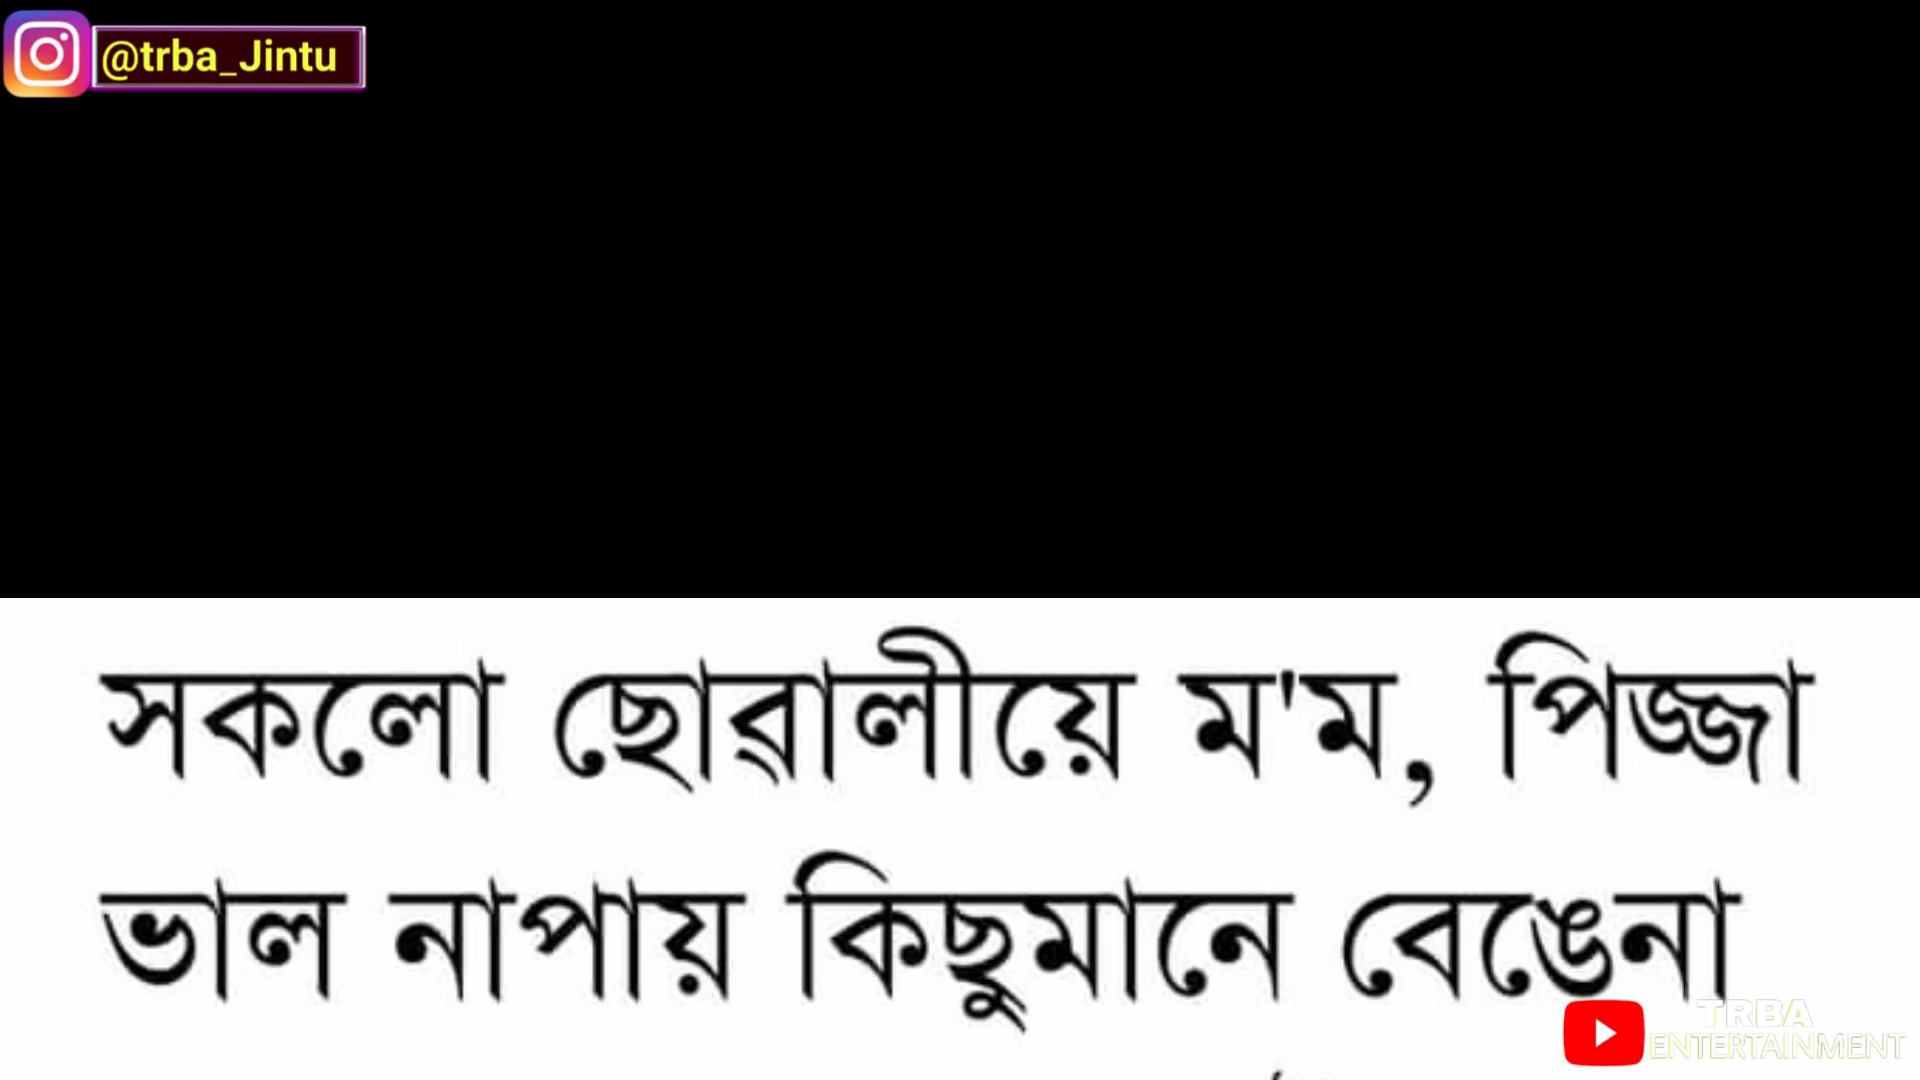 @trba_Jintu
সকলো ছোৱালীয়ে ম'ম, পিজ্জা
ভাল নাপায় কিছুমানে বেঙেনা
TRBA
ENTERTAINMENT